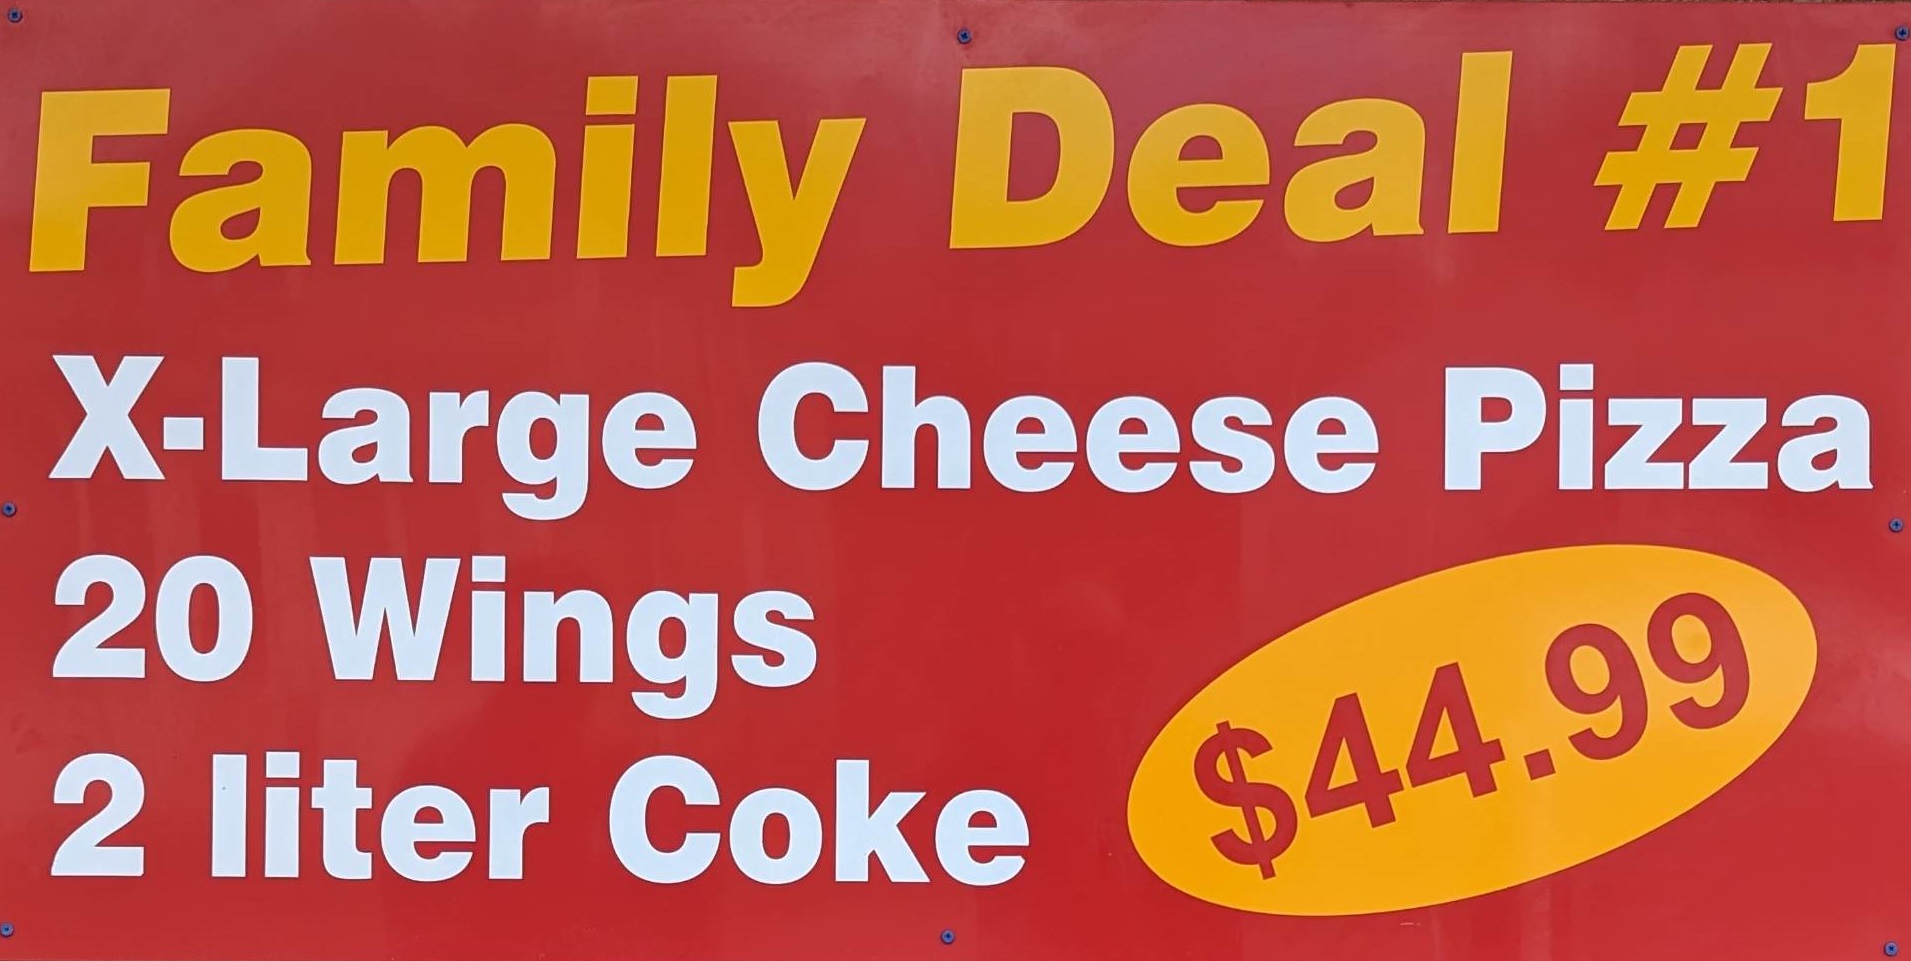 Family Deal #1
X-Large Cheese Pizza
20 Wings
2 liter Coke
$44.99